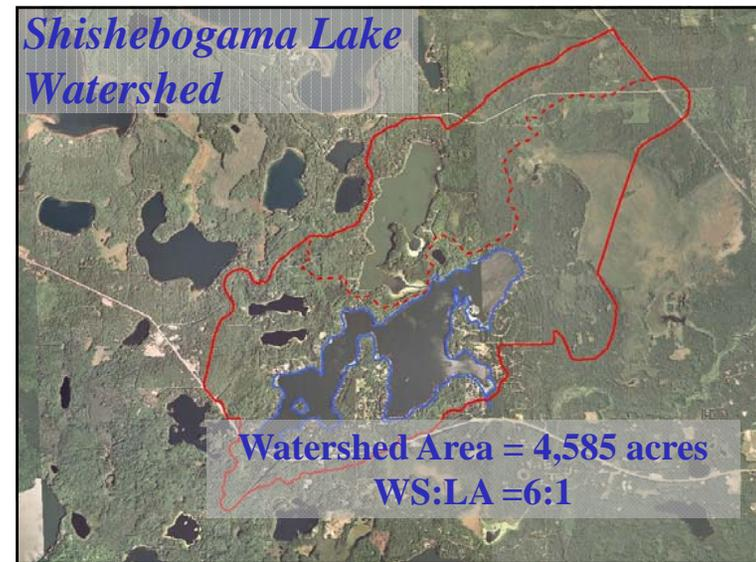 Shishebogama Lake
Watershed
Watershed Area = 4,585 acres
WS:LA =6:1